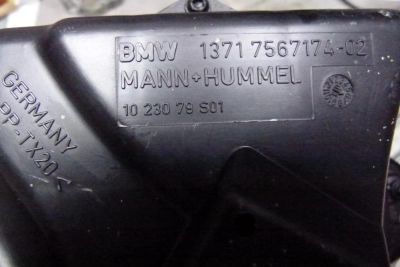 BMW 1371 7567174-02
MANN+HUMMEL
10 230 79 S01
GERMANY
PP-TX20<